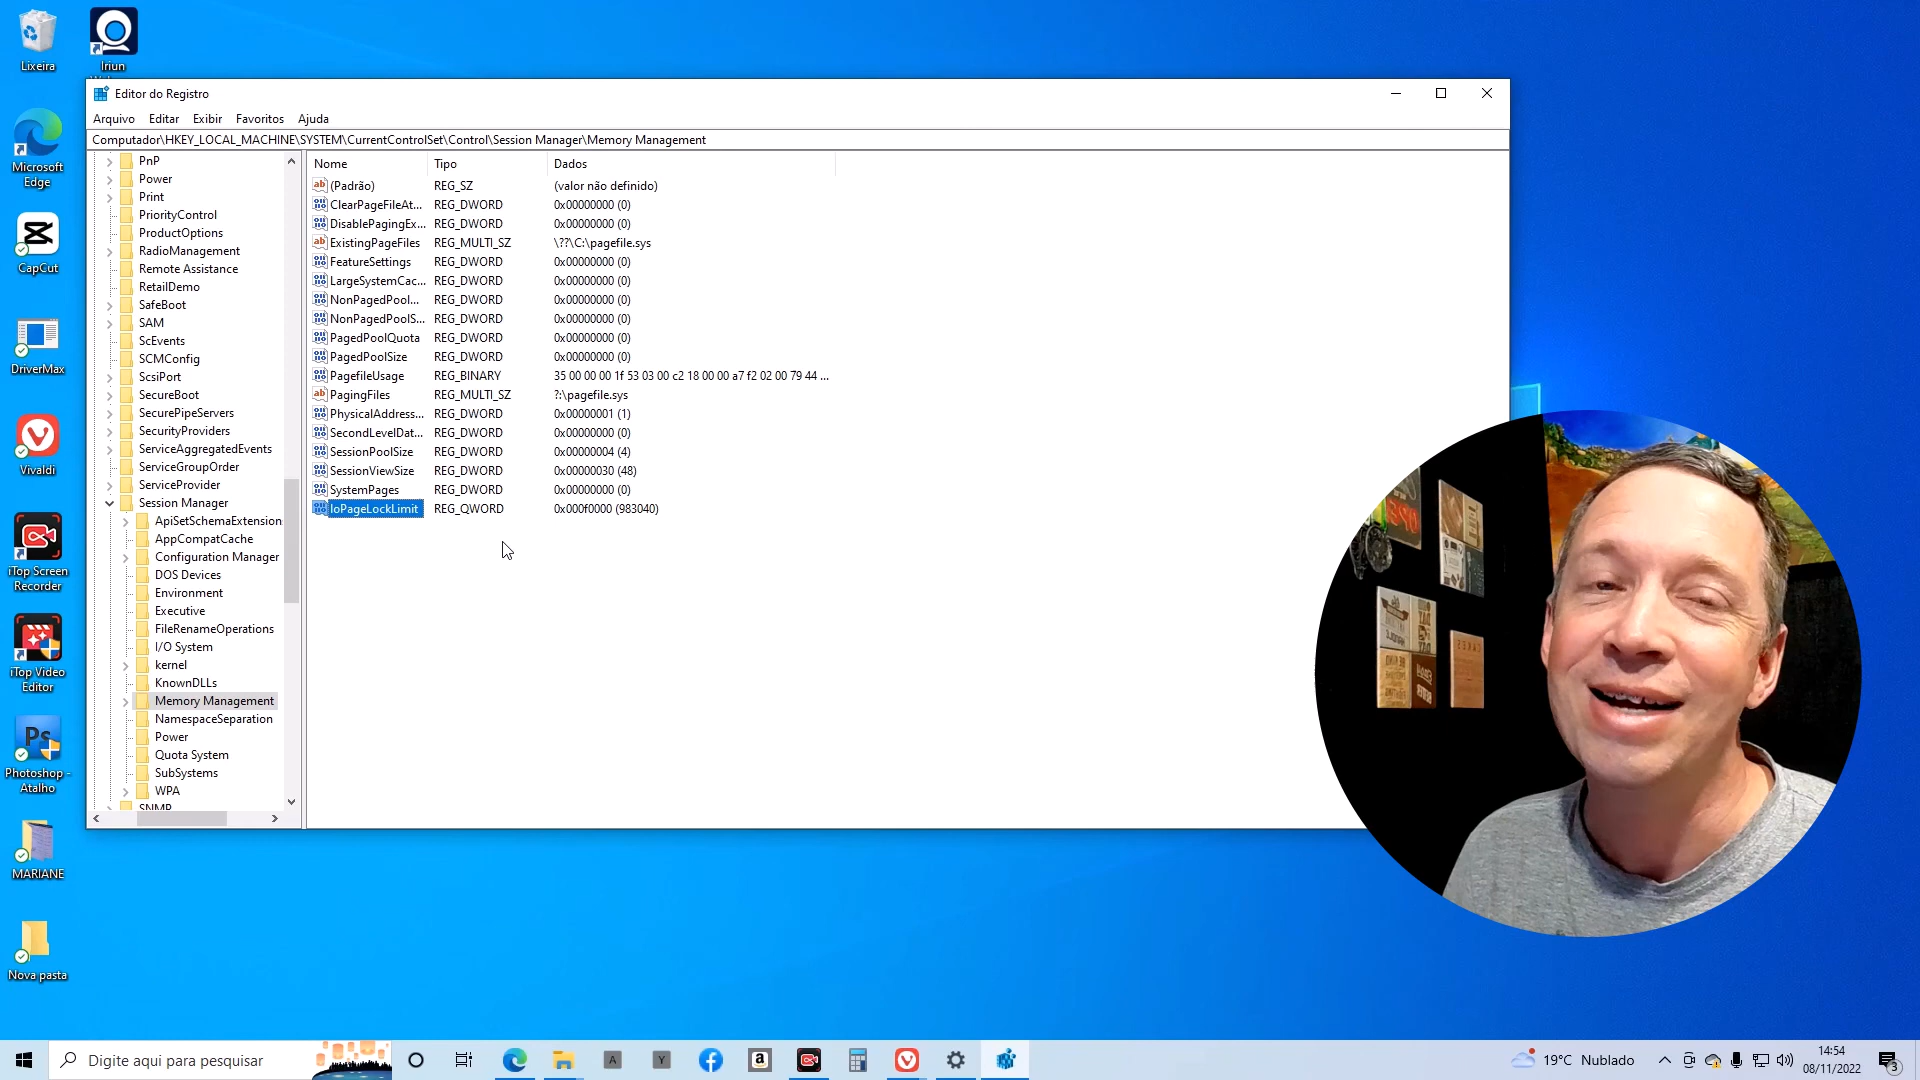 Lixeira
Iriun
Microsoft
Edge
CapCut
DriverMax
Vivaldi
iTop Screen
Recorder
iTop Video
Editor
Ps
Photoshop -
Atalho
MARIANE
Nova pasta
Editor do Registro
Arquivo Editar Exibir Favoritos Ajuda
Computador\HKEY_LOCAL_MACHINE\SYSTEM\CurrentControlSet\Control\Session Manager\Memory Management
PnP
Power
Print
PriorityControl
ProductOptions
RadioManagement
Remote Assistance
RetailDemo
SafeBoot
SAM
ScEvents
SCMConfig
ScsiPort
SecureBoot
SecurePipeServers
SecurityProviders
ServiceAggregatedEvents
ServiceGroupOrder
ServiceProvider
Session Manager
ApiSetSchemaExtension
AppCompatCache
Configuration Manager
DOS Devices
Environment
Executive
FileRenameOperations
I/O System
kernel
KnownDLLs
Memory Management
NamespaceSeparation
Power
Quota System
SubSystems
WPA
SNMP
Nome Tipo Dados
(Padrão) REG_SZ (valor não definido)
ClearPageFileAt... REG_DWORD 0x00000000 (0)
DisablePagingEx... REG_DWORD 0x00000000 (0)
ExistingPageFiles REG_MULTI_SZ \??\C:\pagefile.sys
FeatureSettings REG_DWORD 0x00000000 (0)
LargeSystemCac... REG_DWORD 0x00000000 (0)
NonPagedPool... REG_DWORD 0x00000000 (0)
NonPagedPoolS... REG_DWORD 0x00000000 (0)
PagedPoolQuota REG_DWORD 0x00000000 (0)
PagedPoolSize REG_DWORD 0x00000000 (0)
PagefileUsage REG_BINARY 35 00 00 00 1f 53 03 00 c2 18 00 00 a7 f2 02 00 79 44 ...
PagingFiles REG_MULTI_SZ ?:\pagefile.sys
PhysicalAddress... REG_DWORD 0x00000001 (1)
SecondLevelDat... REG_DWORD 0x00000000 (0)
SessionPoolSize REG_DWORD 0x00000004 (4)
SessionViewSize REG_DWORD 0x00000030 (48)
SystemPages REG_DWORD 0x00000000 (0)
IoPageLockLimit REG_QWORD 0x000f0000 (983040)
Digite aqui para pesquisar
A
Y
19°C Nublado
14:54
08/11/2022
3